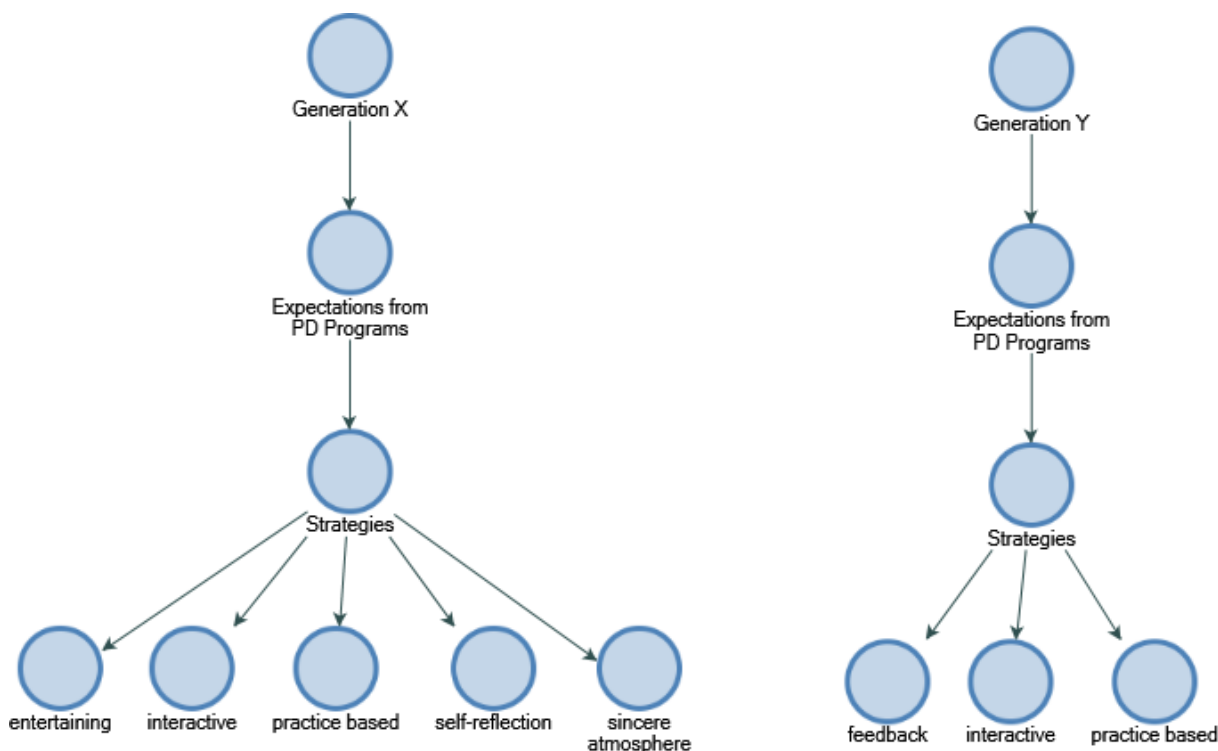 Generation X
Expectations from
PD Programs
Strategies
entertaining
interactive
practice based
self-reflection
sincere
atmosphere
Generation Y
Expectations from
PD Programs
Strategies
feedback
interactive
practice based